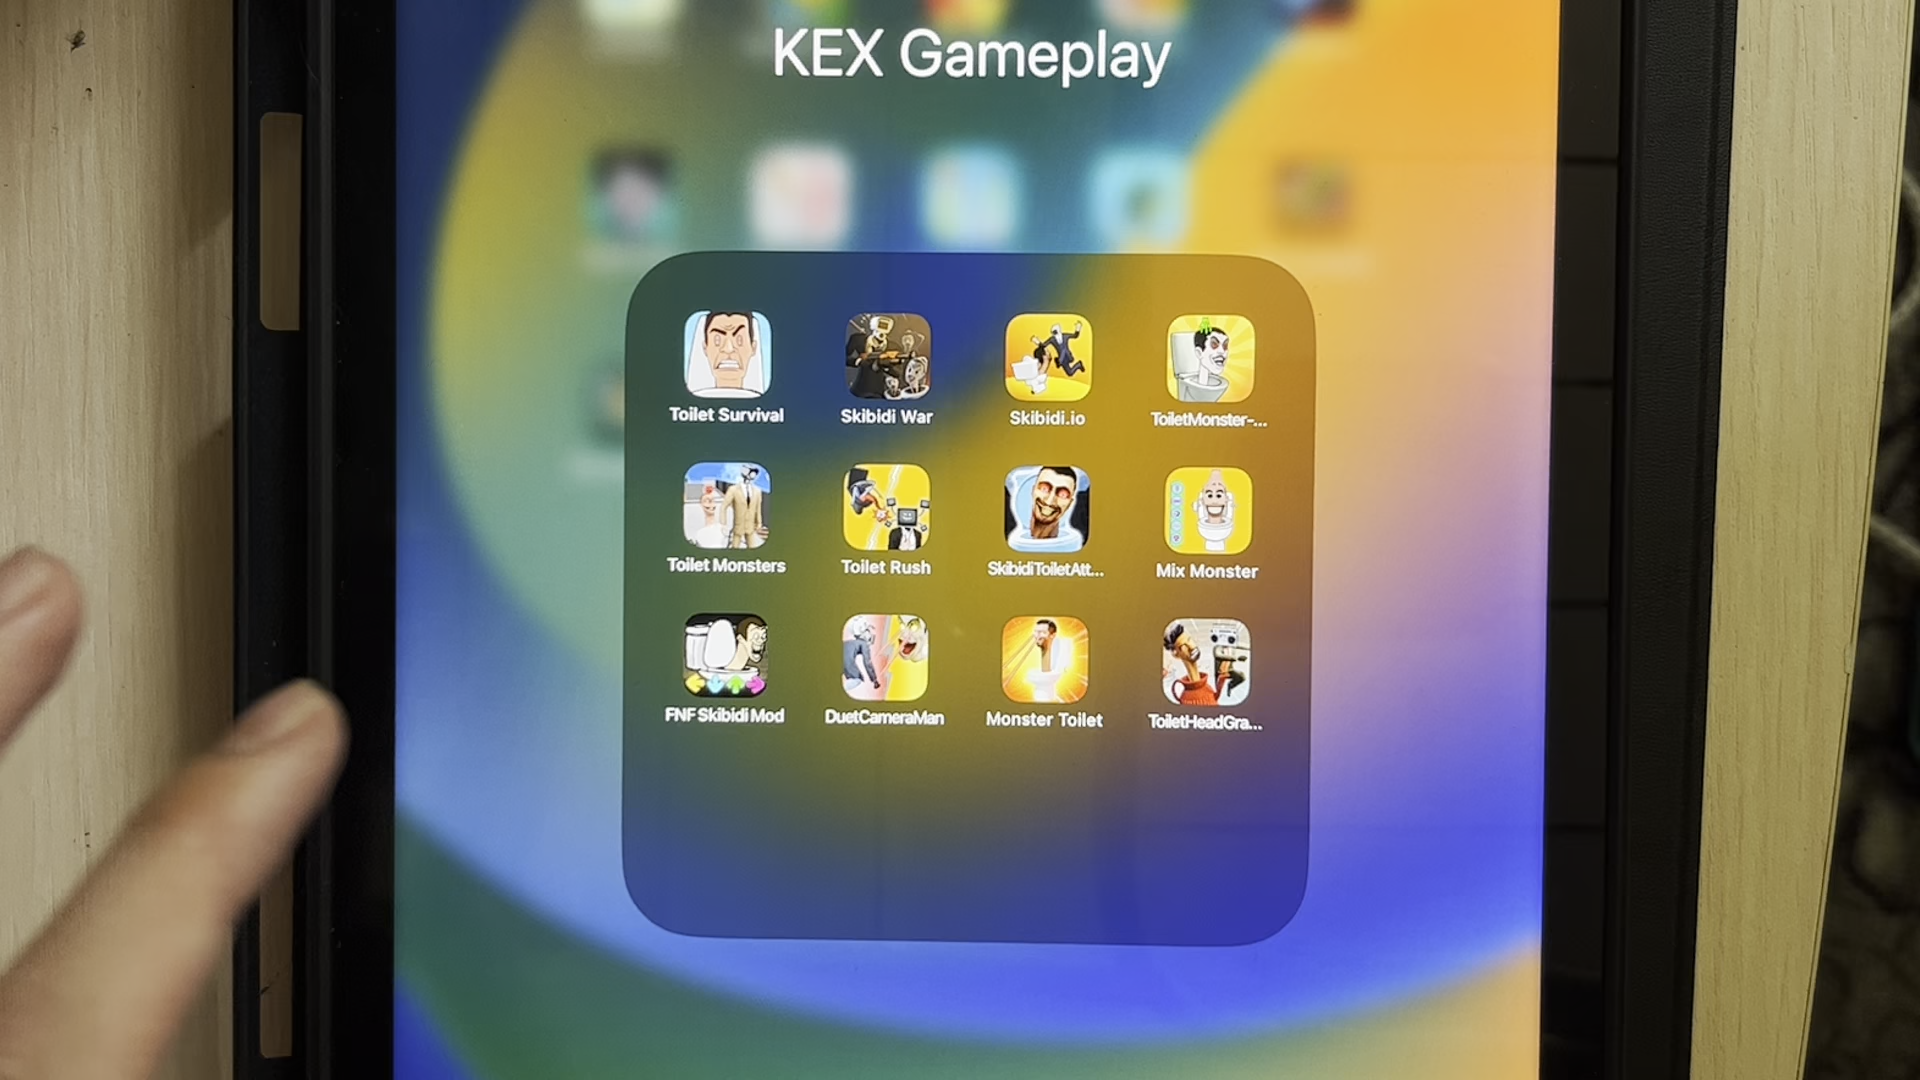 KEX Gameplay
Toilet Survival
Skibidi War
Skibidi.io
ToiletMonster-...
Toilet Monsters
Toilet Rush
SkibidiToiletAtt...
Mix Monster
FNF Skibidi Mod
DuetCameraMan
Monster Toilet
ToiletHeadGra...